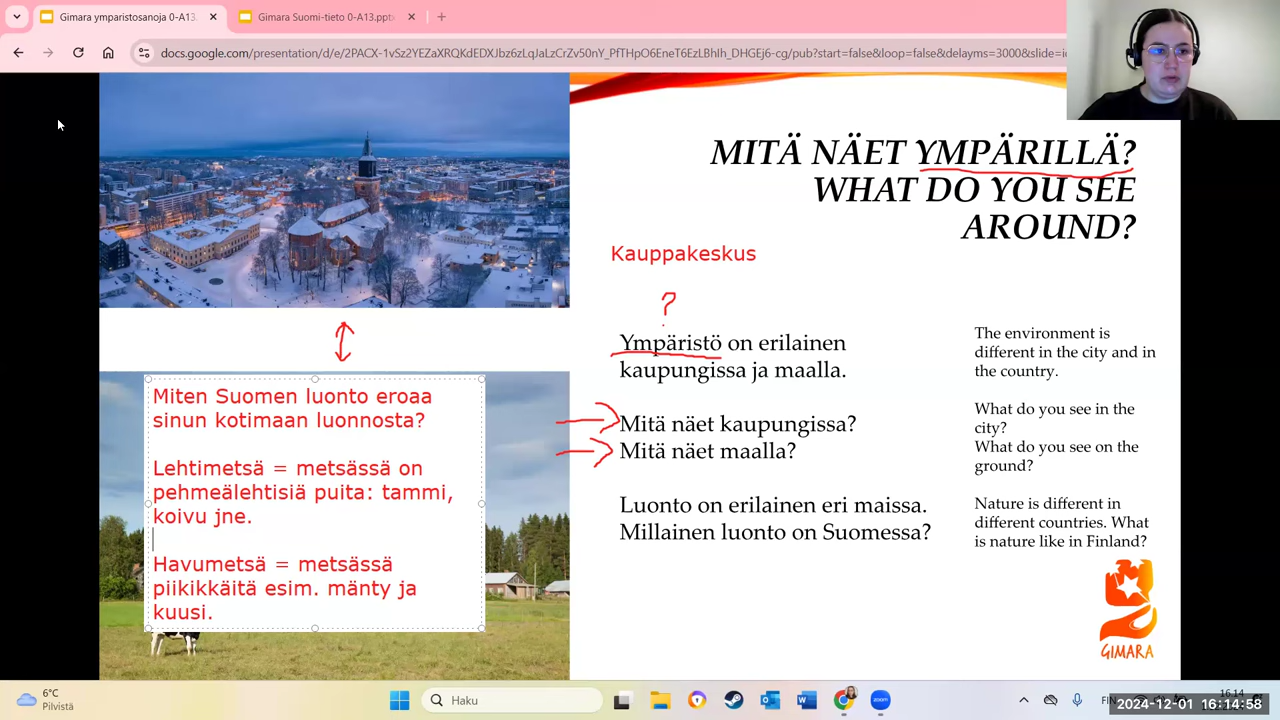 Gimara ymparistosanoja 0-A13.
Gimara Suomi-tieto 0-A13.pptx
docs.google.com/presentation/d/e/2PACX-1vSz2YEZaXRQKdEDXJbz6zLqJaLzCrZv50nY_PfTHpO6EneT6EzLBhlh_DHGEj6-cg/pub?start=false&loop=false&delayms=3000&slide=i
MITÄ NÄET YMPÄRILLÄ?
WHAT DO YOU SEE
AROUND?
Kauppakeskus
?
Ympäristö on erilainen
kaupungissa ja maalla.
Mitä näet kaupungissa?
Mitä näet maalla?
Luonto on erilainen eri maissa.
Millainen luonto on Suomessa?
The environment is
different in the city and in
the country.
What do you see in the
city?
What do you see on the
ground?
Nature is different in
different countries. What
is nature like in Finland?
Miten Suomen luonto eroaa
sinun kotimaan luonnosta?
Lehtimetsä = metsässä on
pehmeälehtisiä puita: tammi,
koivu jne.
Havumetsä = metsässä
piikikkäitä esim. mänty ja
kuusi.
GIMARA
6°C
Pilvistä
Haku
FIN
16.14
2024-12-01 16:14:58